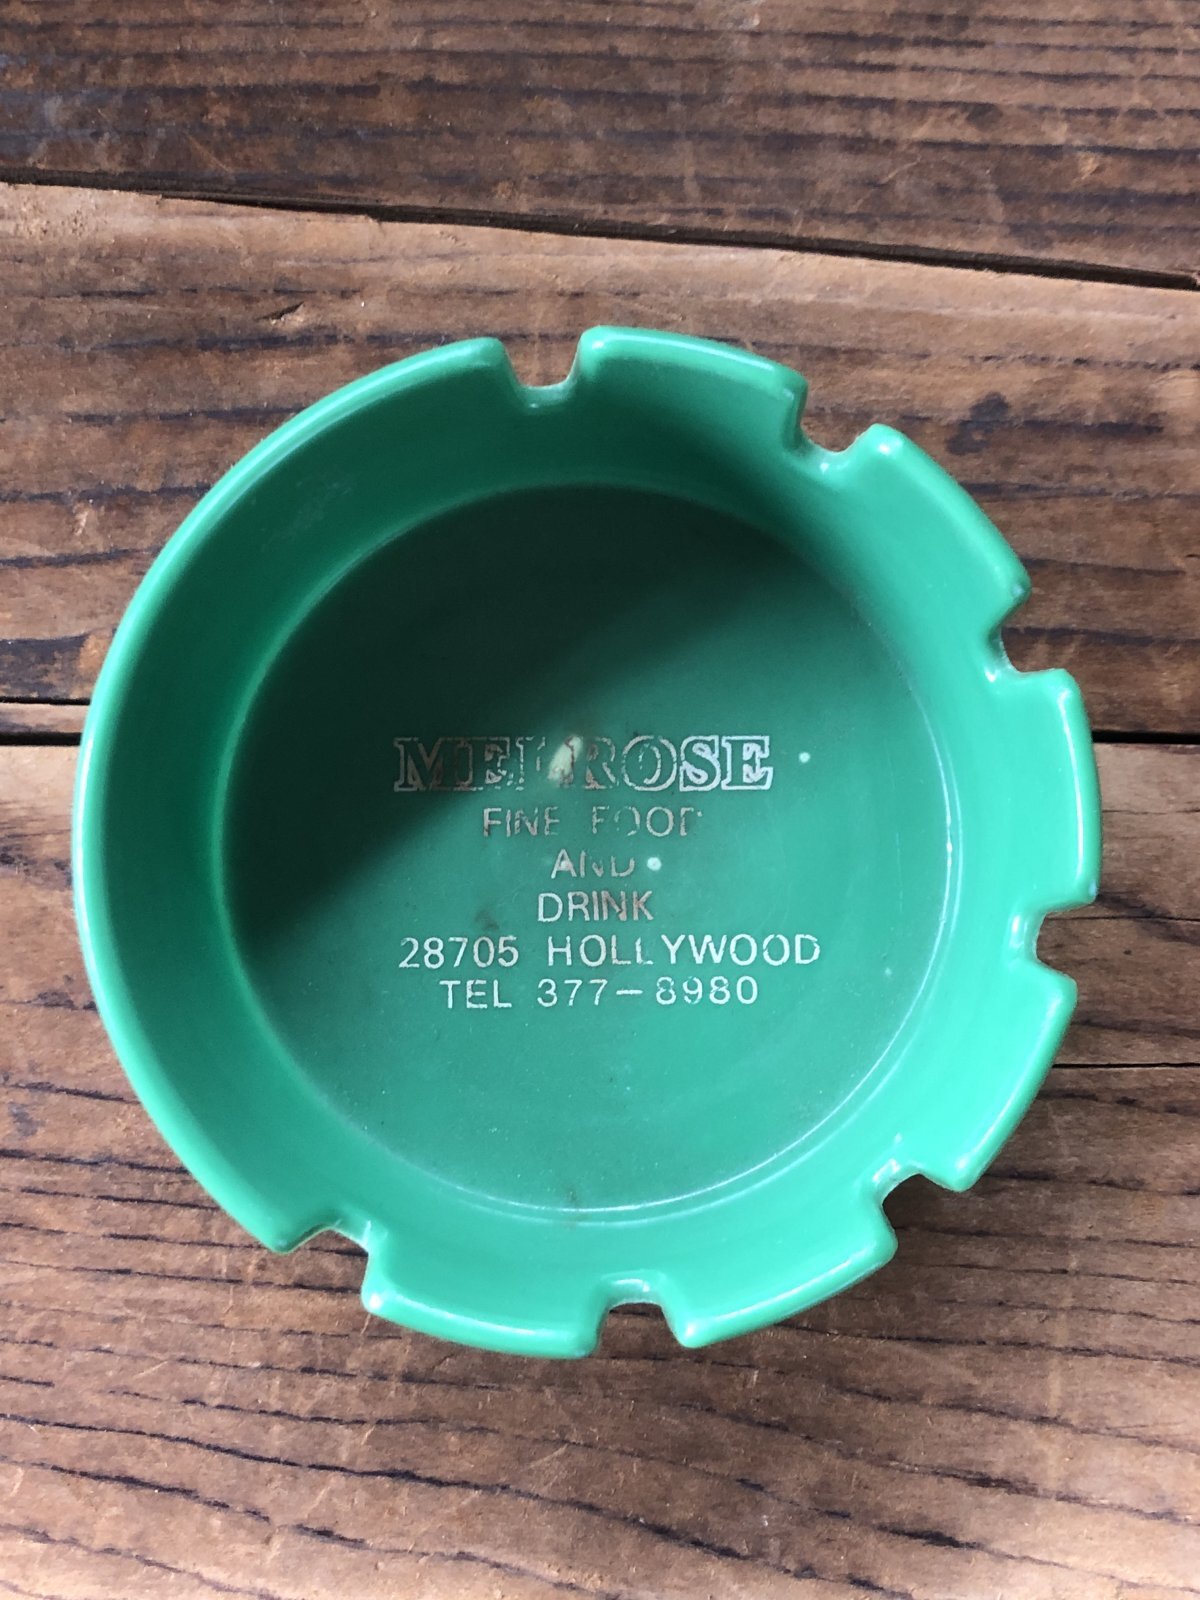 MELROSE
FINE FOOD
AND
DRINK
28705 HOLLYWOOD
TEL 377-8980